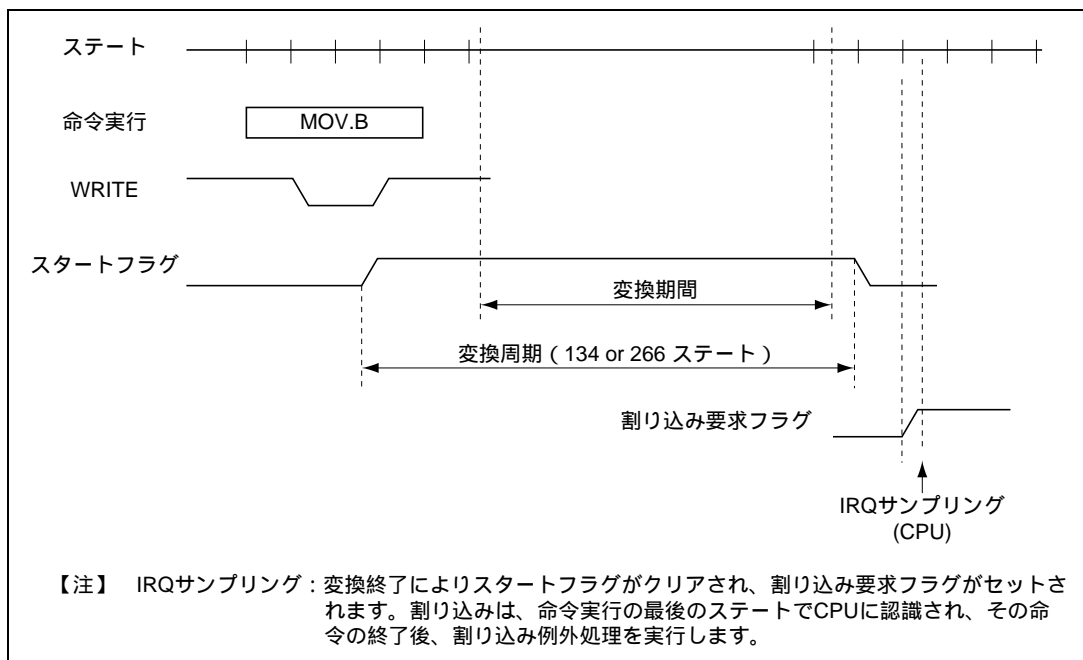 ステート
命令実行
MOV.B
WRITE
スタートフラグ
変換期間
変換周期（134 or 266 ステート）
割り込み要求フラグ
IRQサンプリング
(CPU)
【注】 IRQサンプリング：変換終了によりスタートフラグがクリアされ、割り込み要求フラグがセットさ
れます。割り込みは、命令実行の最後のステートでCPUに認識され、その命
令の終了後、割り込み例外処理を実行します。